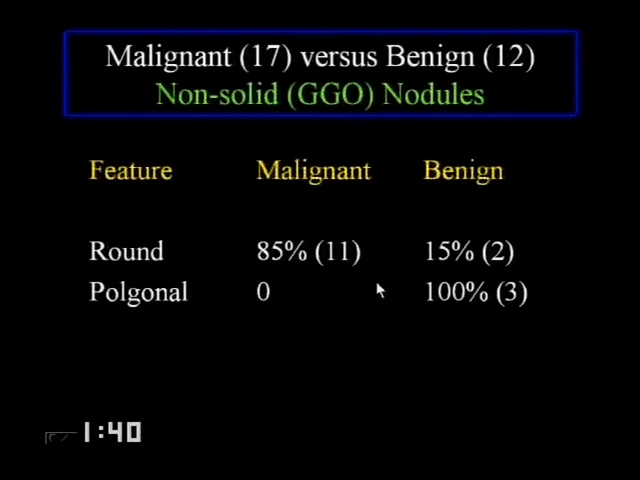 Malignant (17) versus Benign (12)
Non-solid (GGO) Nodules
Feature Malignant Benign
Round 85% (11) 15% (2)
Polgonal 0 100% (3)
1:40